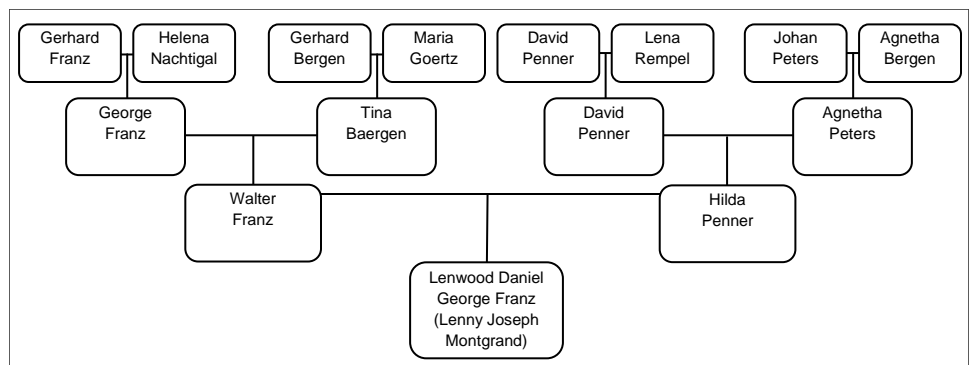 Gerhard
Franz
Helena
Nachtigal
Gerhard
Bergen
Maria
Goertz
David
Penner
Lena
Rempel
Johan
Peters
Agnetha
Bergen
George
Franz
Tina
Baergen
David
Penner
Agnetha
Peters
Walter
Franz
Hilda
Penner
Lenwood Daniel
George Franz
(Lenny Joseph
Montgrand)